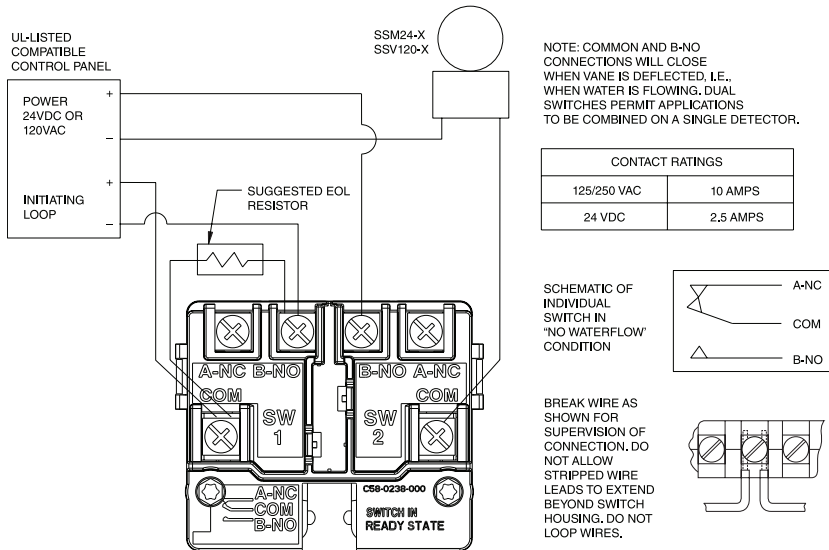 UL-LISTED
COMPATIBLE
CONTROL PANEL
POWER
24VDC OR
120VAC
+
−
INITIATING
LOOP
+
−
SUGGESTED EOL
RESISTOR
SSM24-X
SSV120-X
NOTE: COMMON AND B-NO
CONNECTIONS WILL CLOSE
WHEN VANE IS DEFLECTED, I.E.,
WHEN WATER IS FLOWING. DUAL
SWITCHES PERMIT APPLICATIONS
TO BE COMBINED ON A SINGLE DETECTOR.
CONTACT RATINGS
125/250 VAC 10 AMPS
24 VDC 2.5 AMPS
SCHEMATIC OF
INDIVIDUAL
SWITCH IN
"NO WATERFLOW'
CONDITION
A-NC
COM
B-NO
BREAK WIRE AS
SHOWN FOR
SUPERVISION OF
CONNECTION. DO
NOT ALLOW
STRIPPED WIRE
LEADS TO EXTEND
BEYOND SWITCH
HOUSING. DO NOT
LOOP WIRES.
A-NC B-NO B-NO A-NC
COM COM
SW
1
SW
2
A-NC
COM
B-NO
C58-0238-000
SWITCH IN
READY STATE